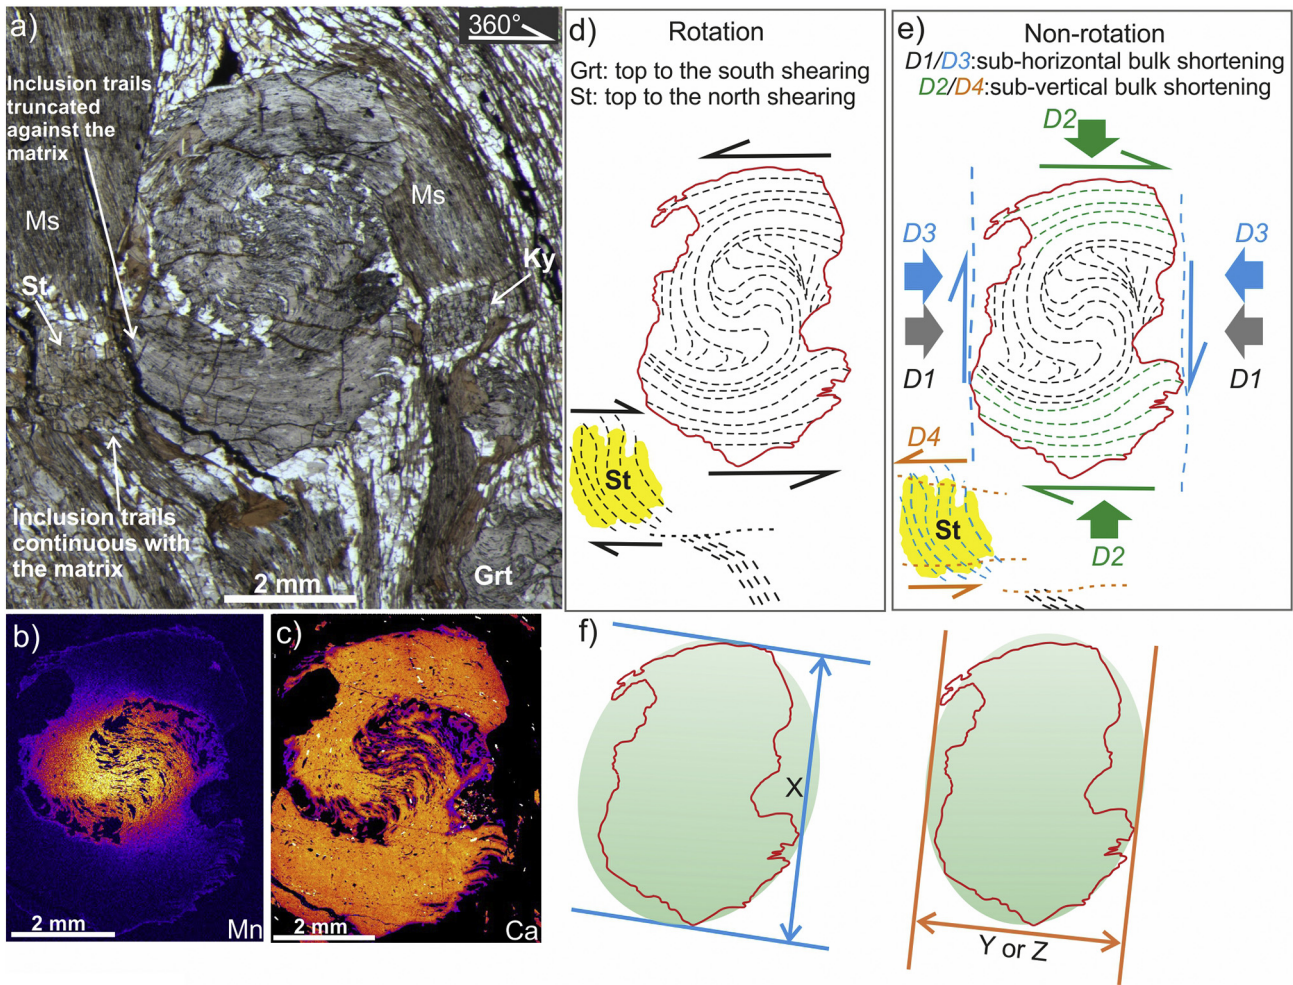 a)
360°
Inclusion trails
truncated
against the
matrix
Ms
Ms
St
Ky
Inclusion trails
continuous with
the matrix
2 mm
Grt
b)
2 mm
Mn
c)
2 mm
Ca
d)
Rotation
Grt: top to the south shearing
St: top to the north shearing
St
e)
Non-rotation
D1/D3:sub-horizontal bulk shortening
D2/D4:sub-vertical bulk shortening
D2
D3
D3
D1
D1
D4
St
D2
f)
X
Y or Z